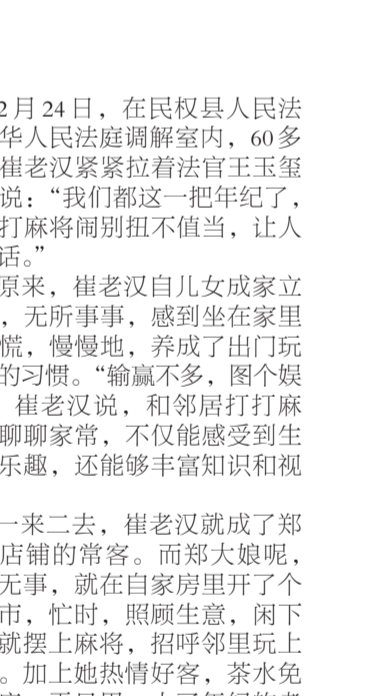 2月24日，在民权县人民法
华人民法庭调解室内，60多
崔老汉紧紧拉着法官王玉玺
说：“我们都这一把年纪了，
打麻将闹别扭不值当，让人
话。”
原来，崔老汉自儿女成家立
，无所事事，感到坐在家里
慌，慢慢地，养成了出门玩
的习惯。“输赢不多，图个娱
崔老汉说，和邻居打打麻
聊聊家常，不仅能感受到生
乐趣，还能够丰富知识和视
一来二去，崔老汉就成了郑
店铺的常客。而郑大娘呢，
无事，就在自家房里开了个
市，忙时，照顾生意，闲下
就摆上麻将，招呼邻里玩上
。加上她热情好客，茶水免